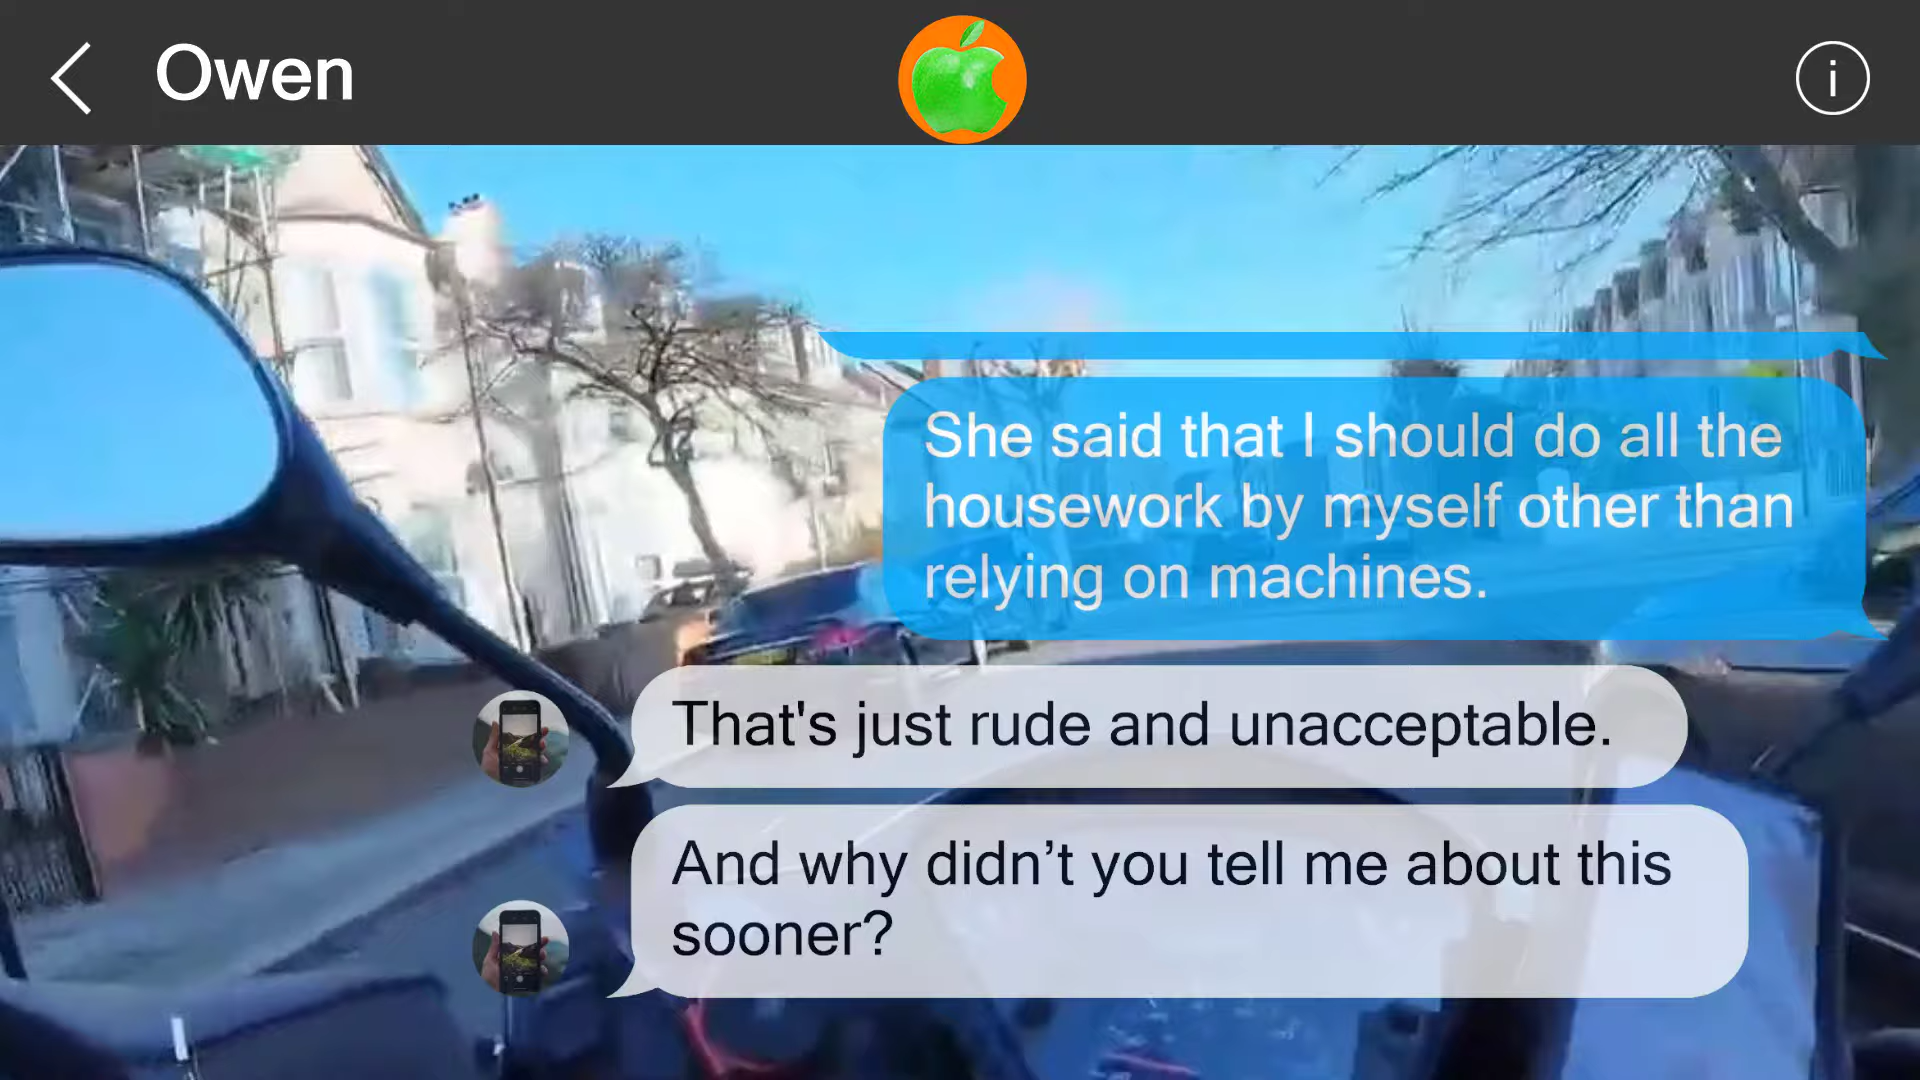 Owen
i
She said that I should do all the
housework by myself other than
relying on machines.
That's just rude and unacceptable.
And why didn’t you tell me about this
sooner?